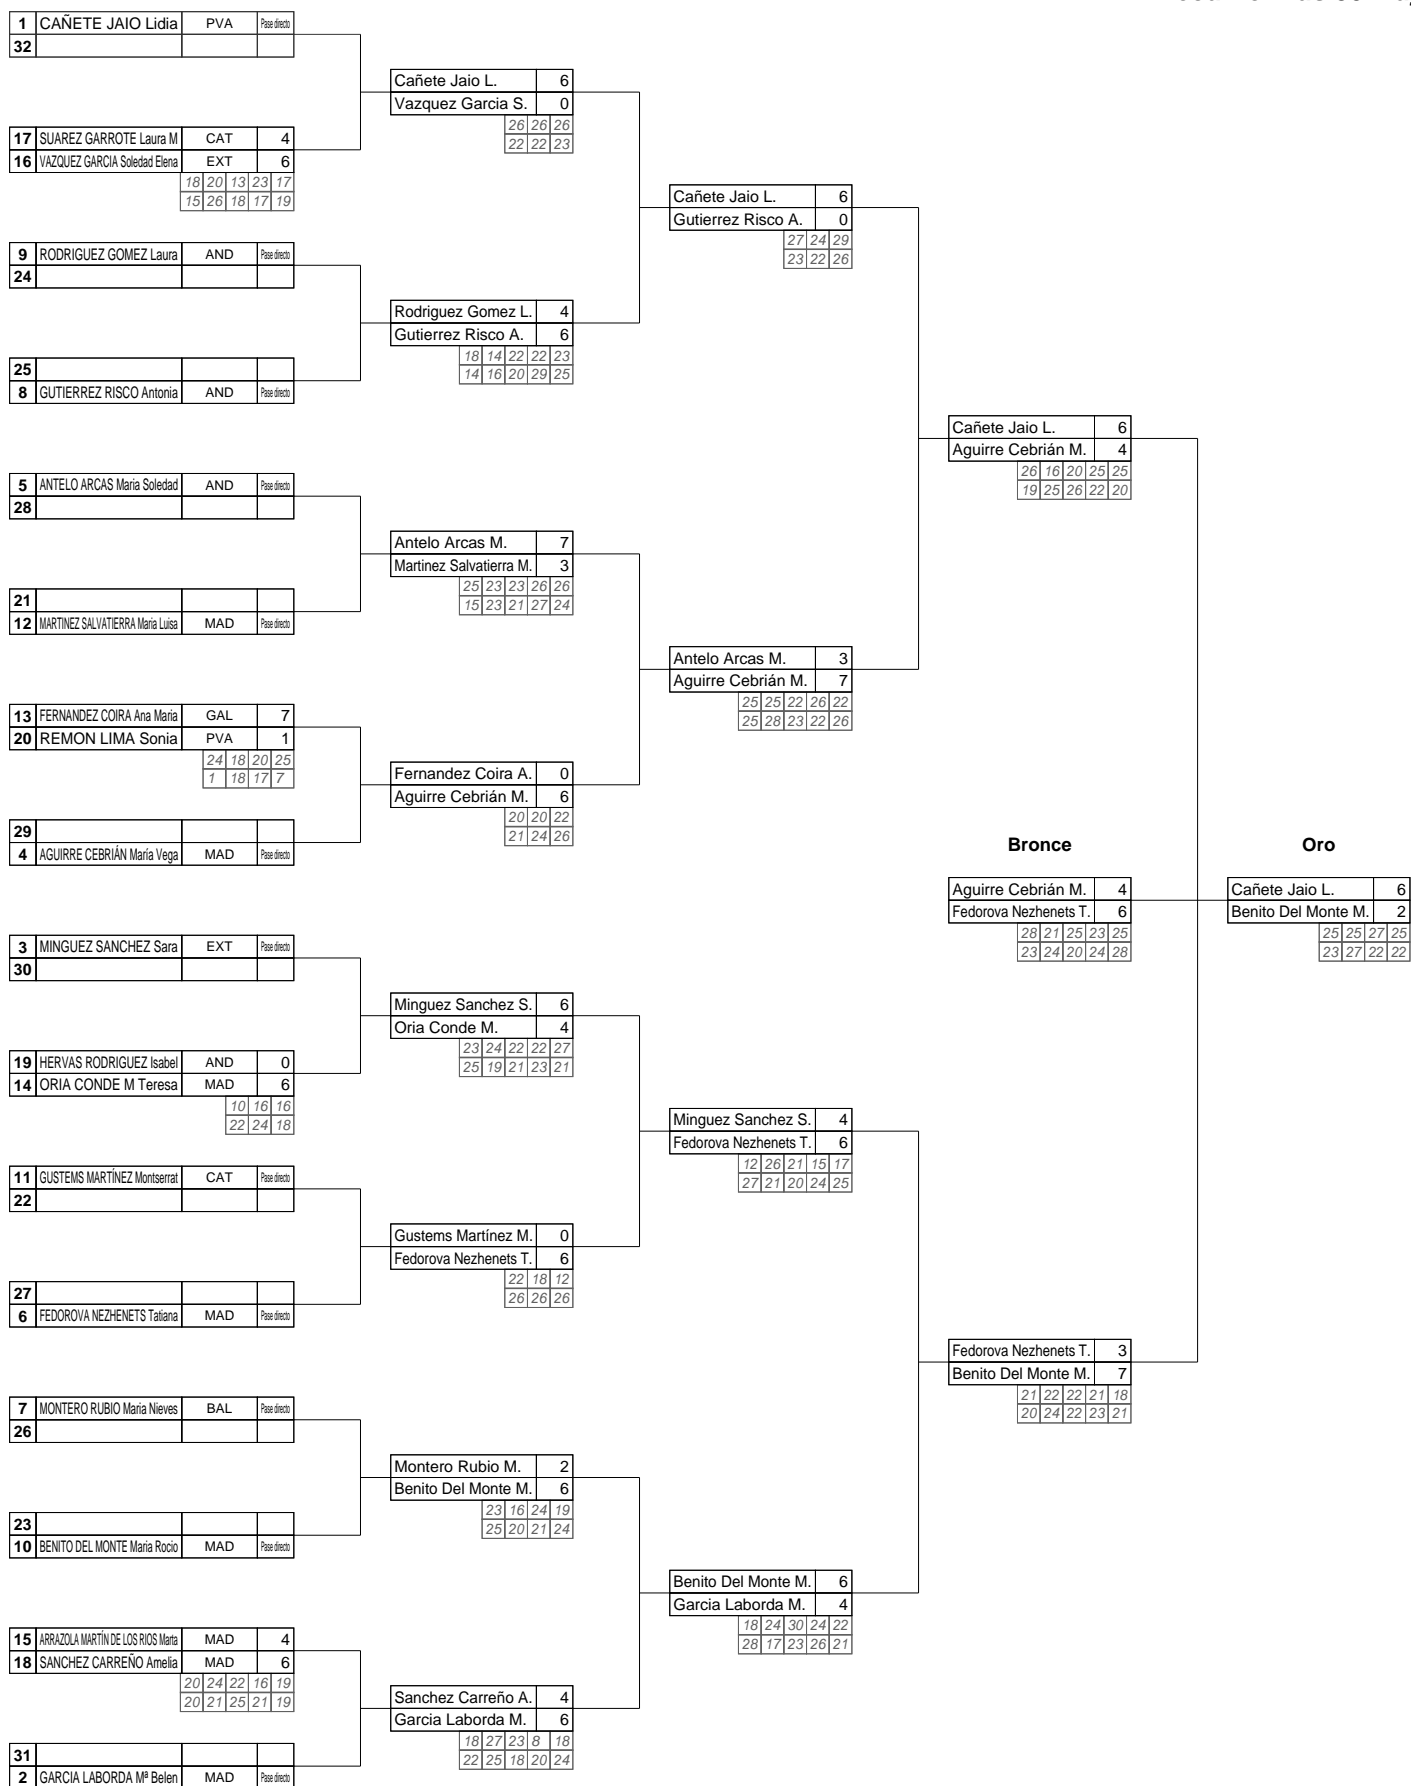 1 CAÑETE JAIO Lidia PVA Pase directo
32
Cañete Jaio L. 6
Vazquez Garcia S. 0
26 26 26
22 22 23
17 SUAREZ GARROTE Laura M CAT 4
16 VAZQUEZ GARCIA Soledad Elena EXT 6
18 20 13 23 17
15 26 18 17 19
Cañete Jaio L. 6
Gutierrez Risco A. 0
27 24 29
23 22 26
9 RODRIGUEZ GOMEZ Laura AND Pase directo
24
Rodriguez Gomez L. 4
Gutierrez Risco A. 6
18 14 22 22 23
14 16 20 29 25
25
8 GUTIERREZ RISCO Antonia AND Pase directo
Cañete Jaio L. 6
Aguirre Cebrián M. 4
26 16 20 25 25
19 25 26 22 20
5 ANTELO ARCAS Maria Soledad AND Pase directo
28
Antelo Arcas M. 7
Martinez Salvatierra M. 3
25 23 23 26 26
15 23 21 27 24
21
12 MARTINEZ SALVATIERRA Maria Luisa MAD Pase directo
Antelo Arcas M. 3
Aguirre Cebrián M. 7
25 25 22 26 22
25 28 23 22 26
13 FERNANDEZ COIRA Ana Maria GAL 7
20 REMON LIMA Sonia PVA 1
24 18 20 25
1 18 17 7
Fernandez Coira A. 0
Aguirre Cebrián M. 6
20 20 22
21 24 26
29
4 AGUIRRE CEBRIÁN María Vega MAD Pase directo
Bronce Oro
Aguirre Cebrián M. 4
Fedorova Nezhenets T. 6
28 21 25 23 25
23 24 20 24 28
Cañete Jaio L. 6
Benito Del Monte M. 2
25 25 27 25
23 27 22 22
3 MINGUEZ SANCHEZ Sara EXT Pase directo
30
Minguez Sanchez S. 6
Oria Conde M. 4
23 24 22 22 27
25 19 21 23 21
19 HERVAS RODRIGUEZ Isabel AND 0
14 ORIA CONDE M Teresa MAD 6
10 16 16
22 24 18
Minguez Sanchez S. 4
Fedorova Nezhenets T. 6
12 26 21 15 17
27 21 20 24 25
11 GUSTEMS MARTÍNEZ Montserrat CAT Pase directo
22
Gustems Martínez M. 0
Fedorova Nezhenets T. 6
22 18 12
26 26 26
27
6 FEDOROVA NEZHENETS Tatiana MAD Pase directo
Fedorova Nezhenets T. 3
Benito Del Monte M. 7
21 22 22 21 18
20 24 22 23 21
7 MONTERO RUBIO Maria Nieves BAL Pase directo
26
Montero Rubio M. 2
Benito Del Monte M. 6
23 16 24 19
25 20 21 24
23
10 BENITO DEL MONTE Maria Rocio MAD Pase directo
Benito Del Monte M. 6
Garcia Laborda M. 4
18 24 30 24 22
28 17 23 26 21
15 ARRAZOLA MARTÍN DE LOS RIOS Marta MAD 4
18 SANCHEZ CARREÑO Amelia MAD 6
20 24 22 16 19
20 21 25 21 19
Sanchez Carreño A. 4
Garcia Laborda M. 6
18 27 23 8 18
22 25 18 20 24
31
2 GARCIA LABORDA Mª Belen MAD Pase directo